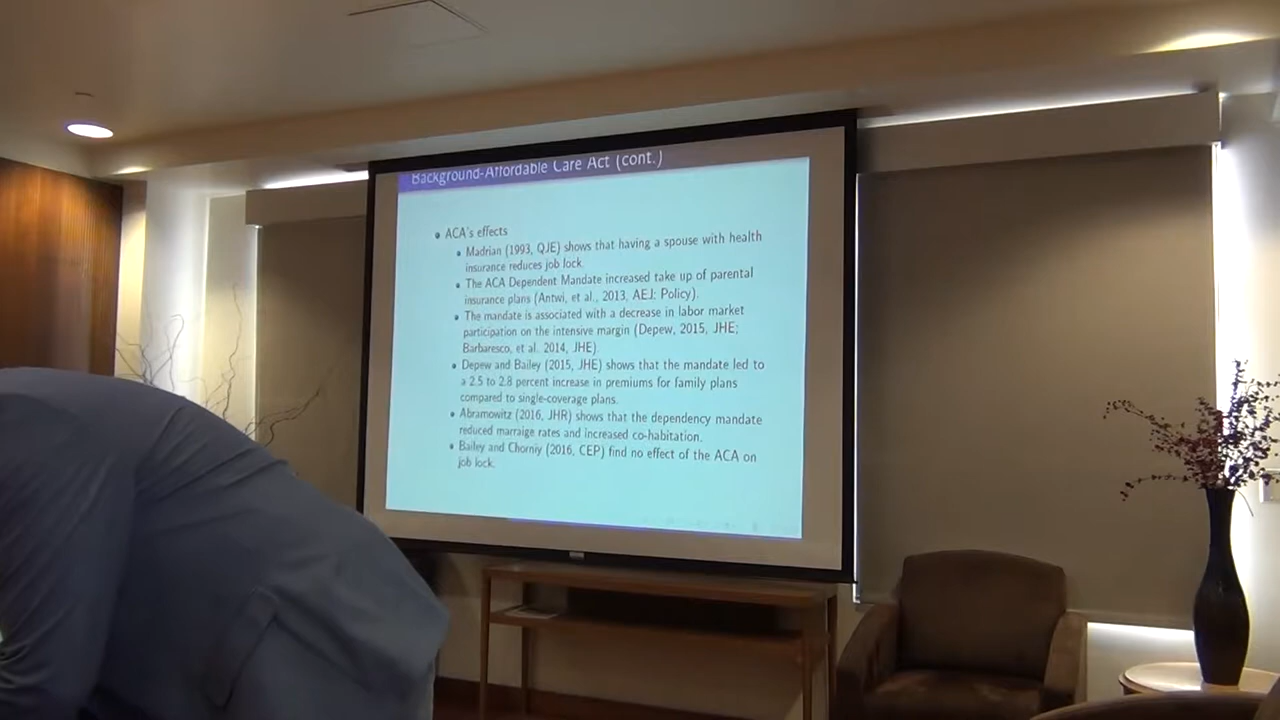 Background-Affordable Care Act (cont.)
ACA's effects
Madrian (1993, QJE) shows that having a spouse with health
insurance reduces job lock.
The ACA Dependent Mandate increased take up of parental
insurance plans (Antwi, et al., 2013, AEJ: Policy).
The mandate is associated with a decrease in labor market
participation on the intensive margin (Depew, 2015, JHE;
Barbaresco, et al. 2014, JHE).
Depew and Bailey (2015, JHE) shows that the mandate led to
a 2.5 to 2.8 percent increase in premiums for family plans
compared to single-coverage plans.
Abramowitz (2016, JHR) shows that the dependency mandate
reduced marraige rates and increased co-habitation.
Bailey and Chorniy (2016, CEP) find no effect of the ACA on
job lock.